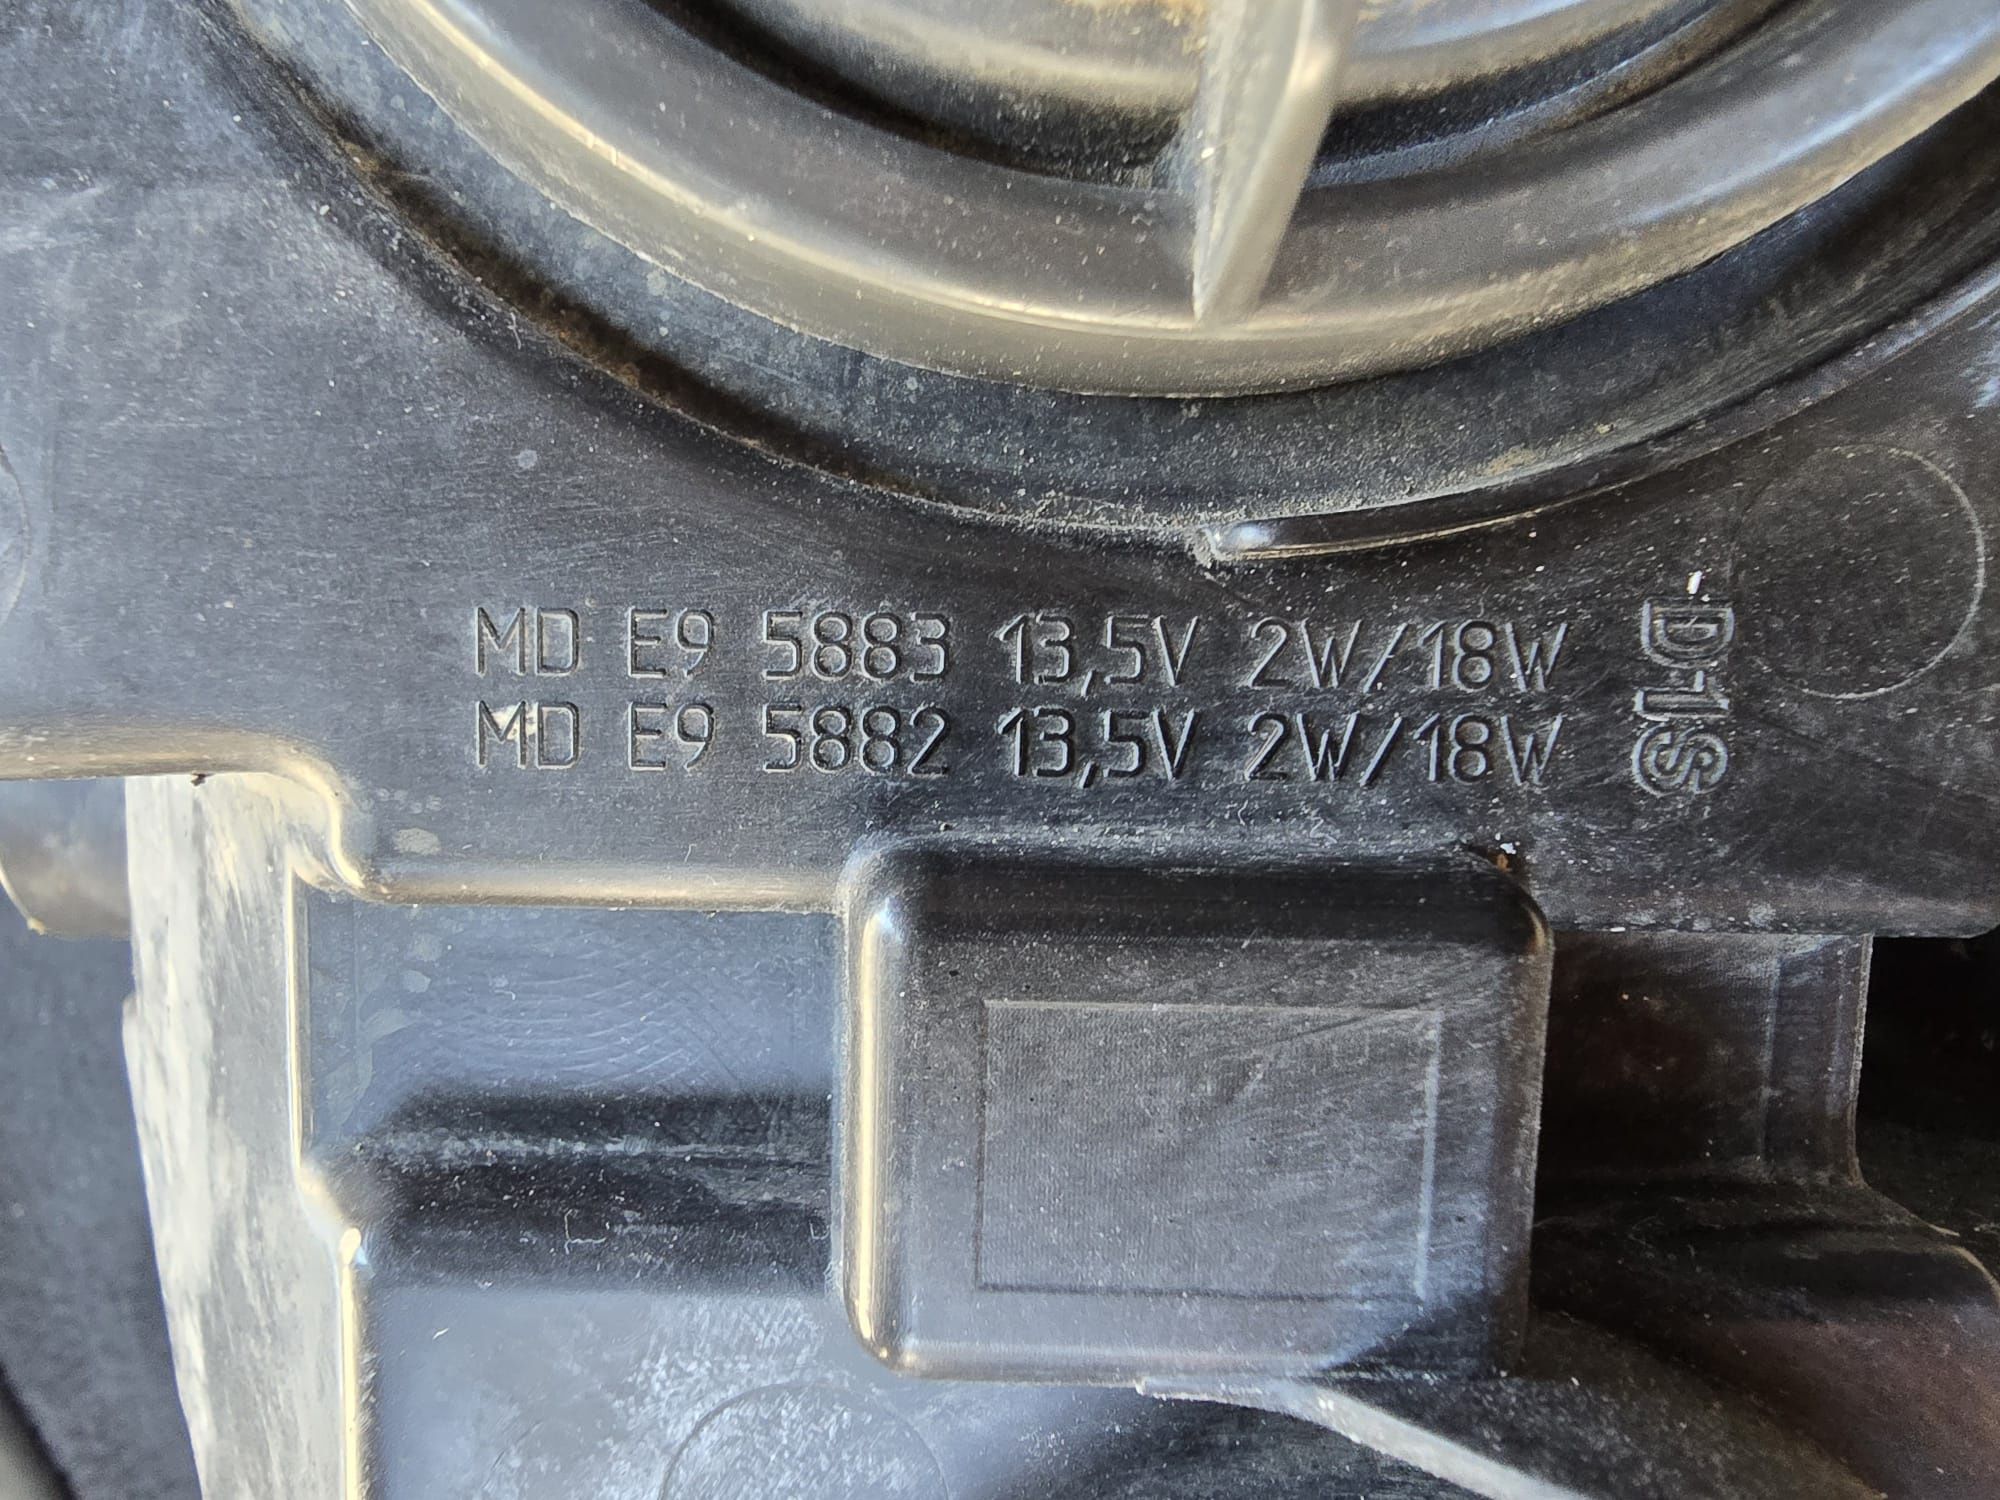 MD E9 5883 13,5V 2W/18W
MD E9 5882 13,5V 2W/18W
D1S